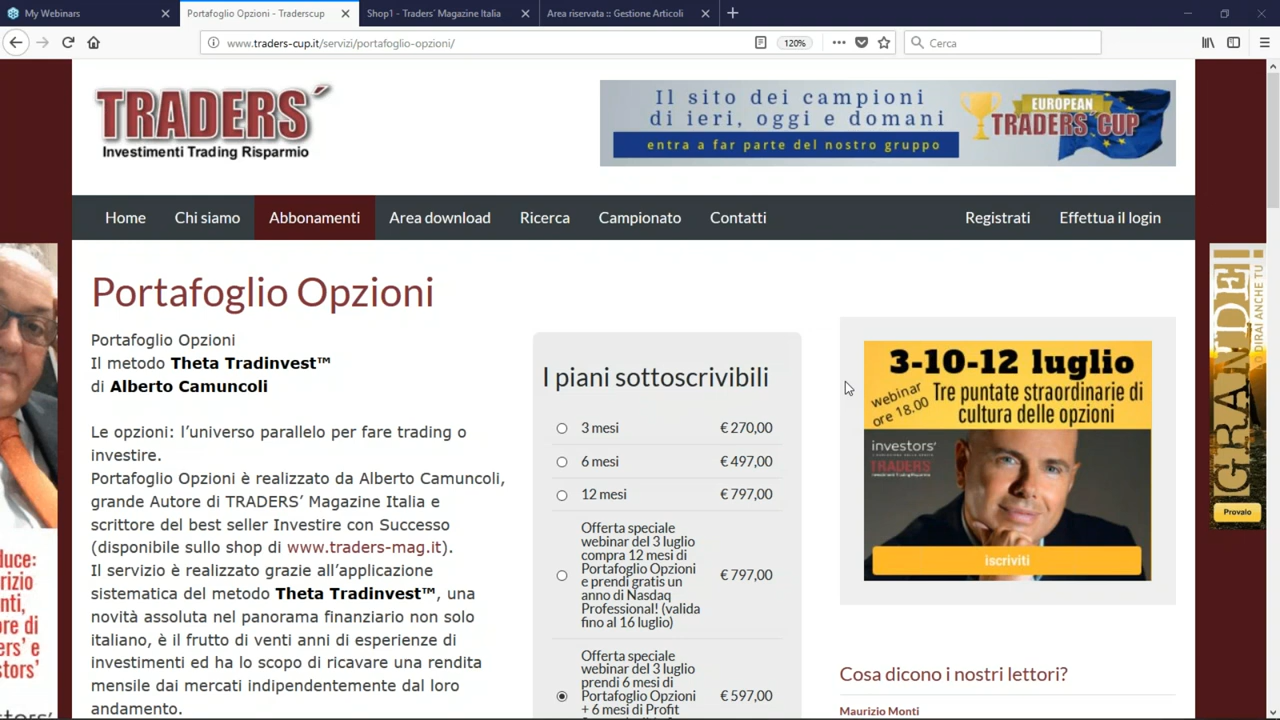 My Webinars
Portafoglio Opzioni - Traderscup
Shop1 - Traders´ Magazine Italia
Area riservata :: Gestione Articoli
www.traders-cup.it/servizi/portafoglio-opzioni/
120%
Cerca
TRADERS´
Investimenti Trading Risparmio
Il sito dei campioni
di ieri, oggi e domani
entra a far parte del nostro gruppo
EUROPEAN
TRADERS CUP
Home
Chi siamo
Abbonamenti
Area download
Ricerca
Campionato
Contatti
Registrati
Effettua il login
Portafoglio Opzioni
Portafoglio Opzioni
Il metodo Theta Tradinvest™
di Alberto Camuncoli
Le opzioni: l’universo parallelo per fare trading o
investire.
Portafoglio Opzioni è realizzato da Alberto Camuncoli,
grande Autore di TRADERS’ Magazine Italia e
scrittore del best seller Investire con Successo
(disponibile sullo shop di www.traders-mag.it).
Il servizio è realizzato grazie all’applicazione
sistematica del metodo Theta Tradinvest™, una
novità assoluta nel panorama finanziario non solo
italiano, è il frutto di venti anni di esperienze di
investimenti ed ha lo scopo di ricavare una rendita
mensile dai mercati indipendentemente dal loro
andamento.
I piani sottoscrivibili
3 mesi € 270,00
6 mesi € 497,00
12 mesi € 797,00
Offerta speciale
webinar del 3 luglio
compra 12 mesi di
Portafoglio Opzioni
e prendi gratis un
anno di Nasdaq
Professional! (valida
fino al 16 luglio)
€ 797,00
Offerta speciale
webinar del 3 luglio
prendi 6 mesi di
Portafoglio Opzioni
+ 6 mesi di Profit
€ 597,00
3-10-12 luglio
webinar
ore 18.00
Tre puntate straordinarie di
cultura delle opzioni
investors’
TRADERS´
iscriviti
Cosa dicono i nostri lettori?
Maurizio Monti
GRANDE!
LO DIRAI ANCHE TU
Provalo